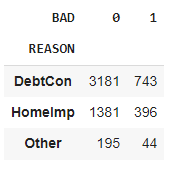 BAD 0 1
REASON
DebtCon 3181 743
HomeImp 1381 396
Other 195 44